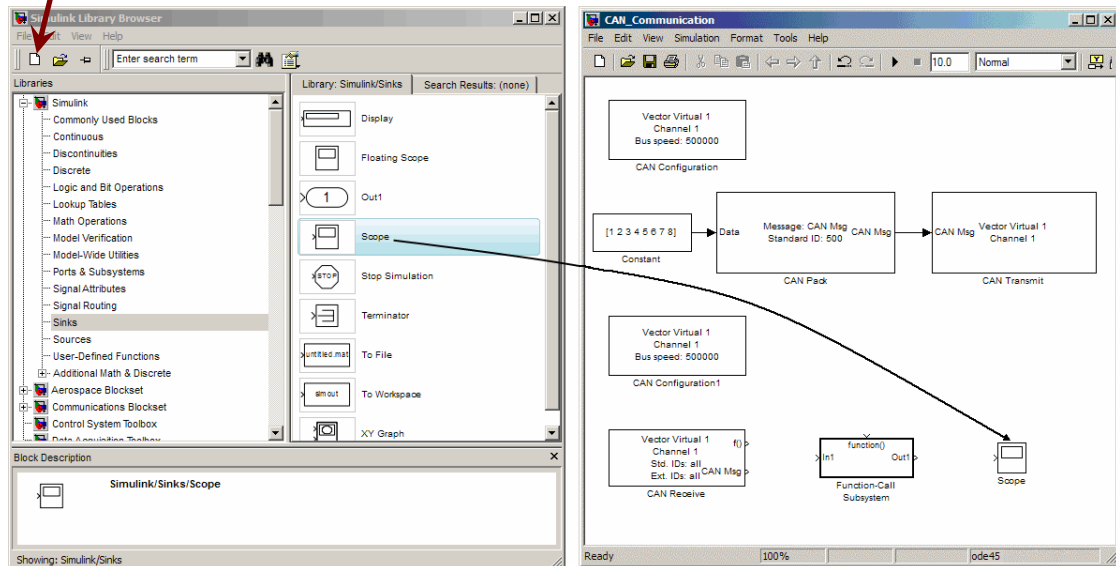 Simulink Library Browser
File Edit View Help
Enter search term
Libraries
Library: Simulink/Sinks
Search Results: (none)
Simulink
Commonly Used Blocks
Continuous
Discontinuities
Discrete
Logic and Bit Operations
Lookup Tables
Math Operations
Model Verification
Model-Wide Utilities
Ports & Subsystems
Signal Attributes
Signal Routing
Sinks
Sources
User-Defined Functions
Additional Math & Discrete
Aerospace Blockset
Communications Blockset
Control System Toolbox
Data Acquisition Toolbox
Display
Floating Scope
1
Out1
Scope
STOP
Stop Simulation
Terminator
untitled.mat
To File
simout
To Workspace
XY Graph
Block Description
Simulink/Sinks/Scope
Showing: Simulink/Sinks
CAN_Communication
File Edit View Simulation Format Tools Help
10.0
Normal
Vector Virtual 1
Channel 1
Bus speed: 500000
CAN Configuration
[1 2 3 4 5 6 7 8]
Constant
Data
Message: CAN Msg
Standard ID: 500
CAN Msg
CAN Pack
CAN Msg
Vector Virtual 1
Channel 1
CAN Transmit
Vector Virtual 1
Channel 1
Bus speed: 500000
CAN Configuration1
Vector Virtual 1
Channel 1
Std. IDs: all
Ext. IDs: all
f()
CAN Msg
CAN Receive
function()
In1
Out1
Function-Call
Subsystem
Scope
Ready
100%
ode45